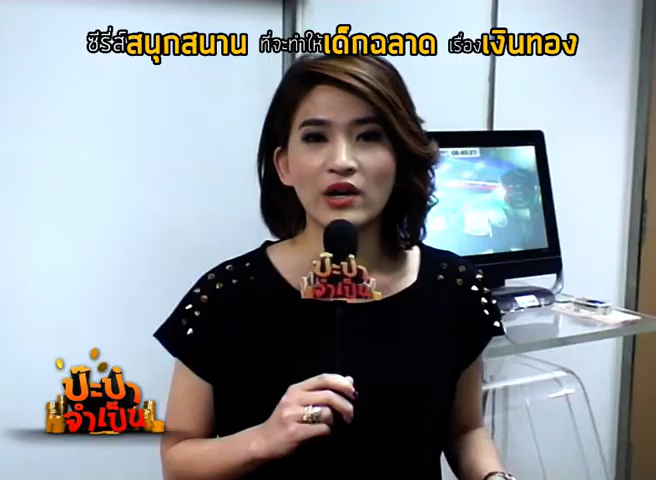 ซีรี่ส์สนุกสนาน ที่จะทำให้เด็กฉลาด เรื่องเงินทอง
ป๊ะป๋า
จำเป็น
ป๊ะป๋า
จำเป็น